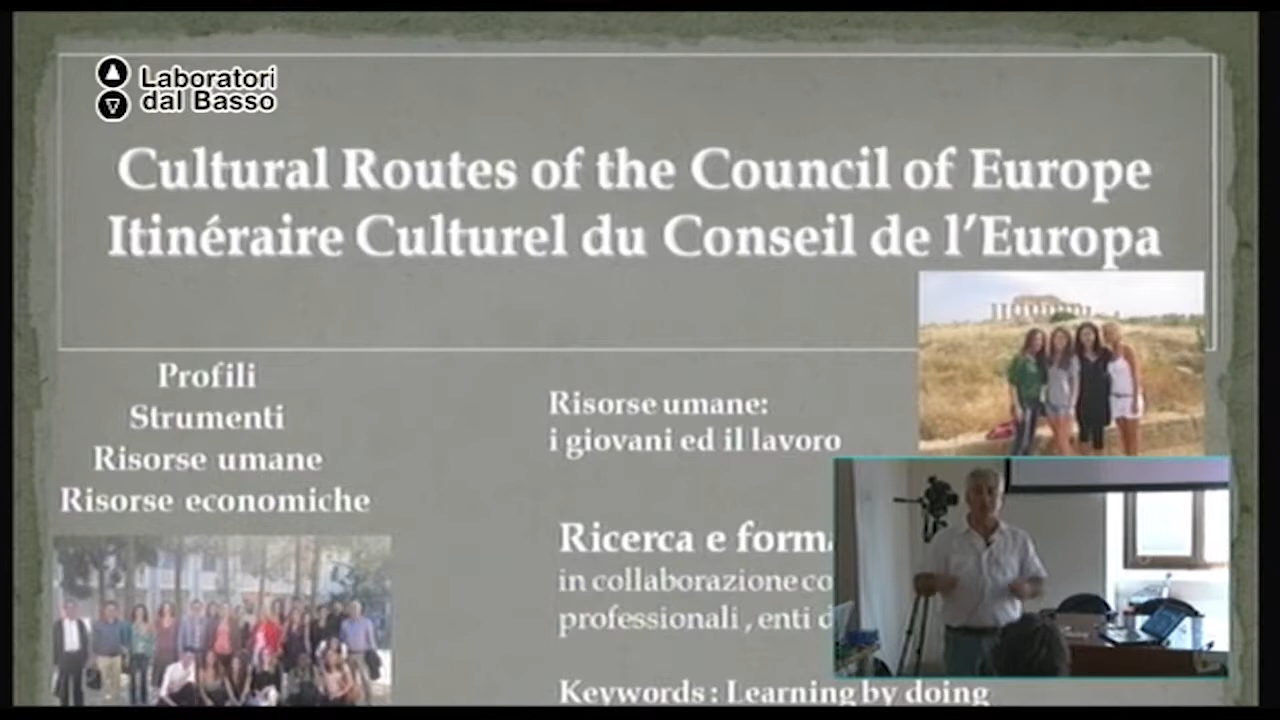 Laboratori
dal Basso
Cultural Routes of the Council of Europe
Itinéraire Culturel du Conseil de l'Europa
Profili
Strumenti
Risorse umane
Risorse economiche
Risorse umane:
i giovani ed il lavoro
Ricerca e form
in collaborazione co
professionali , enti d
Keywords : Learning by doing